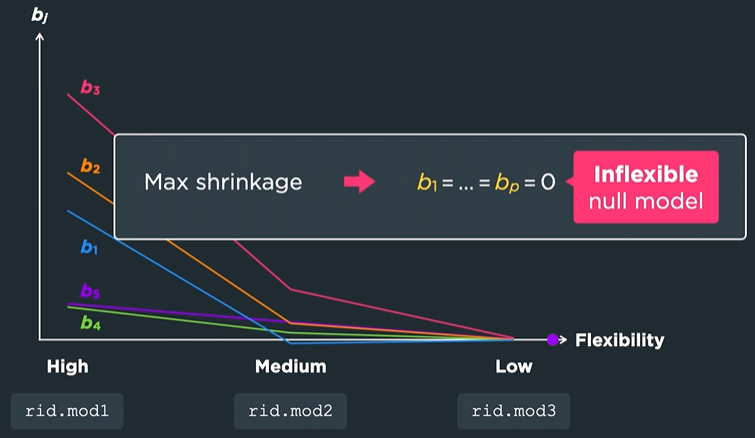 bj
b3
b2
Max shrinkage
b1 = ... = bp = 0
Inflexible
null model
b1
b5
b4
Flexibility
High
Medium
Low
rid.mod1
rid.mod2
rid.mod3